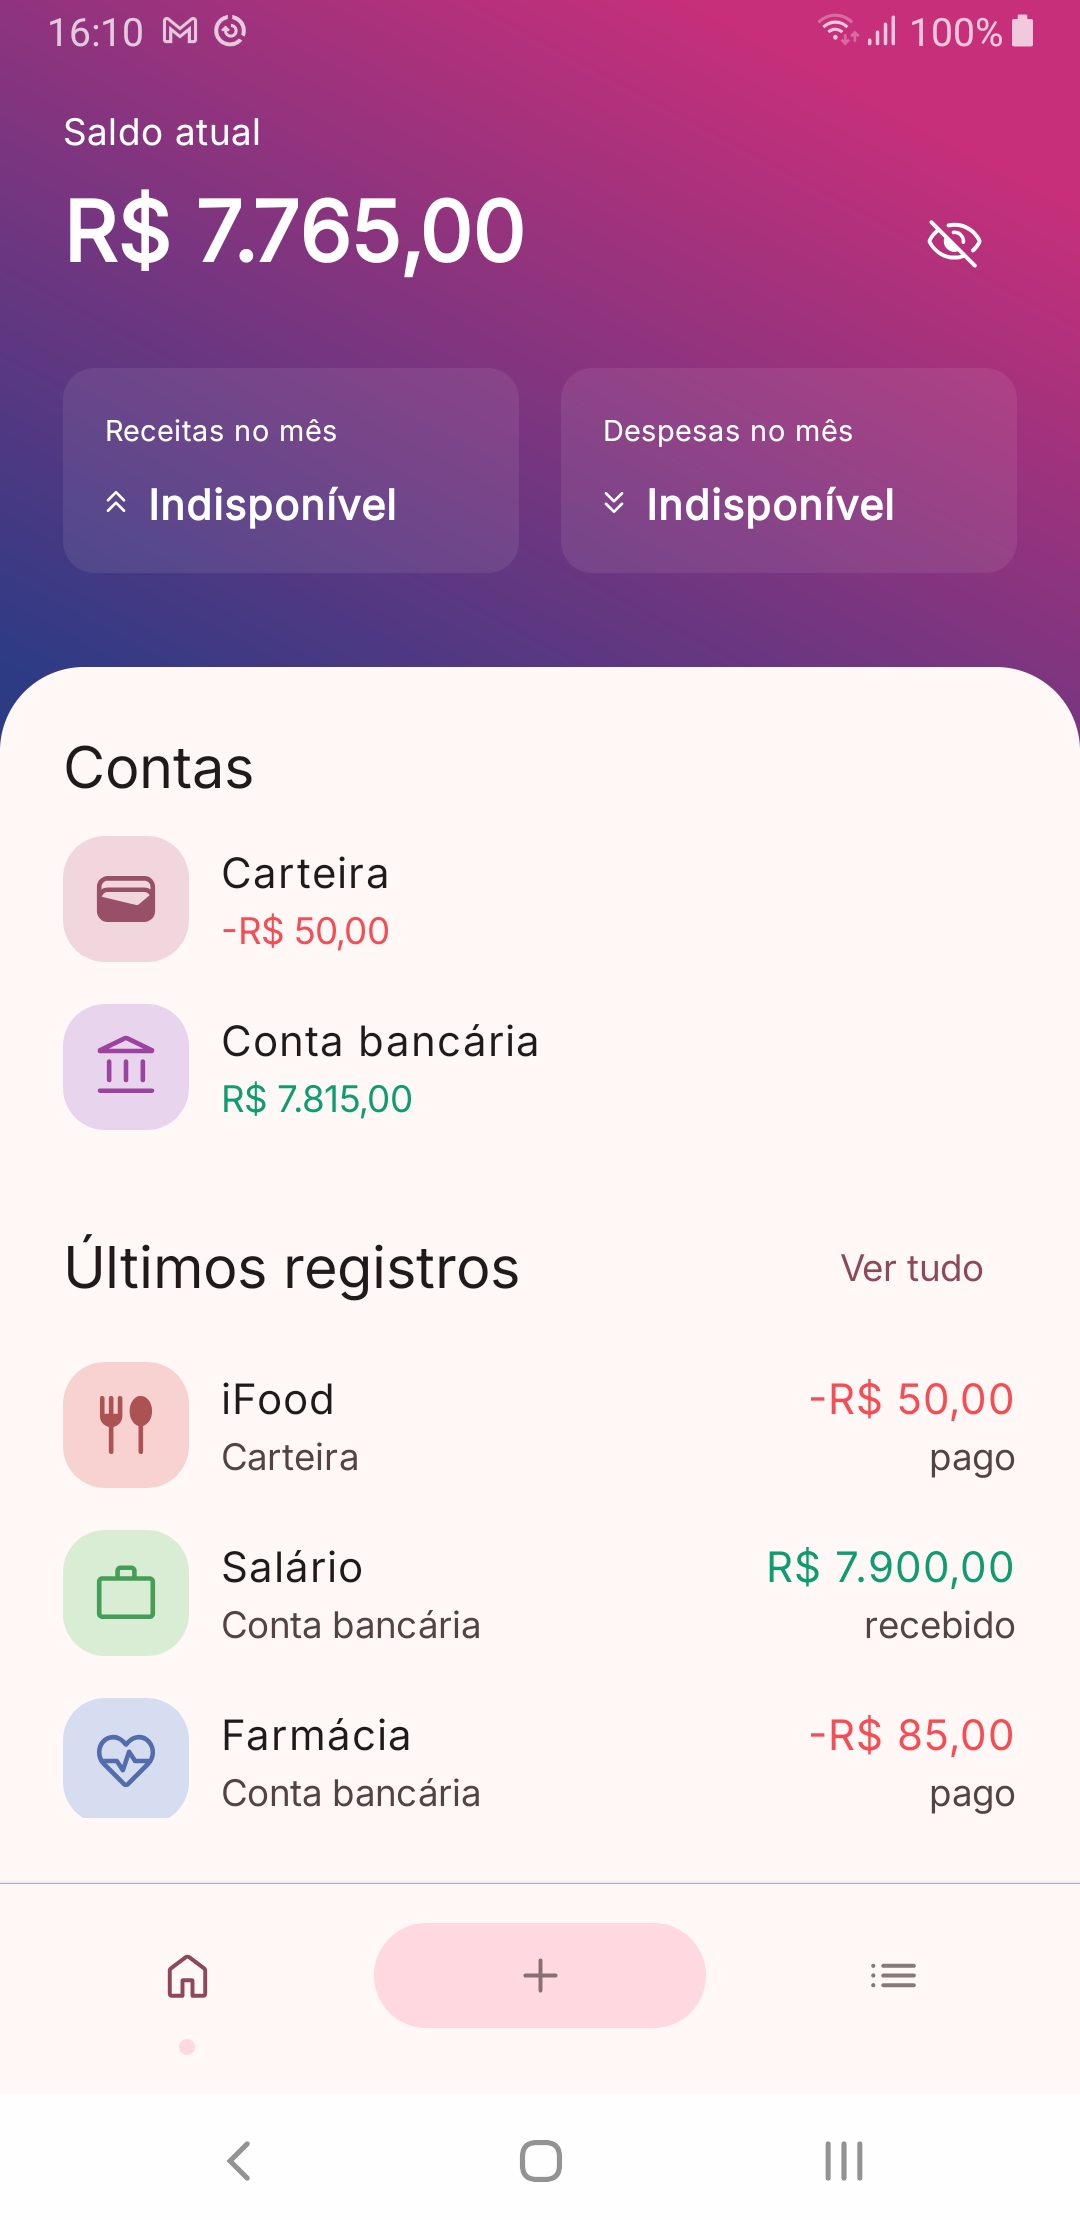 16:10
100%
Saldo atual
R$ 7.765,00
Receitas no mês
Indisponível
Despesas no mês
Indisponível
Contas
Carteira
-R$ 50,00
Conta bancária
R$ 7.815,00
Últimos registros
Ver tudo
iFood
-R$ 50,00
Carteira
pago
Salário
R$ 7.900,00
Conta bancária
recebido
Farmácia
-R$ 85,00
Conta bancária
pago